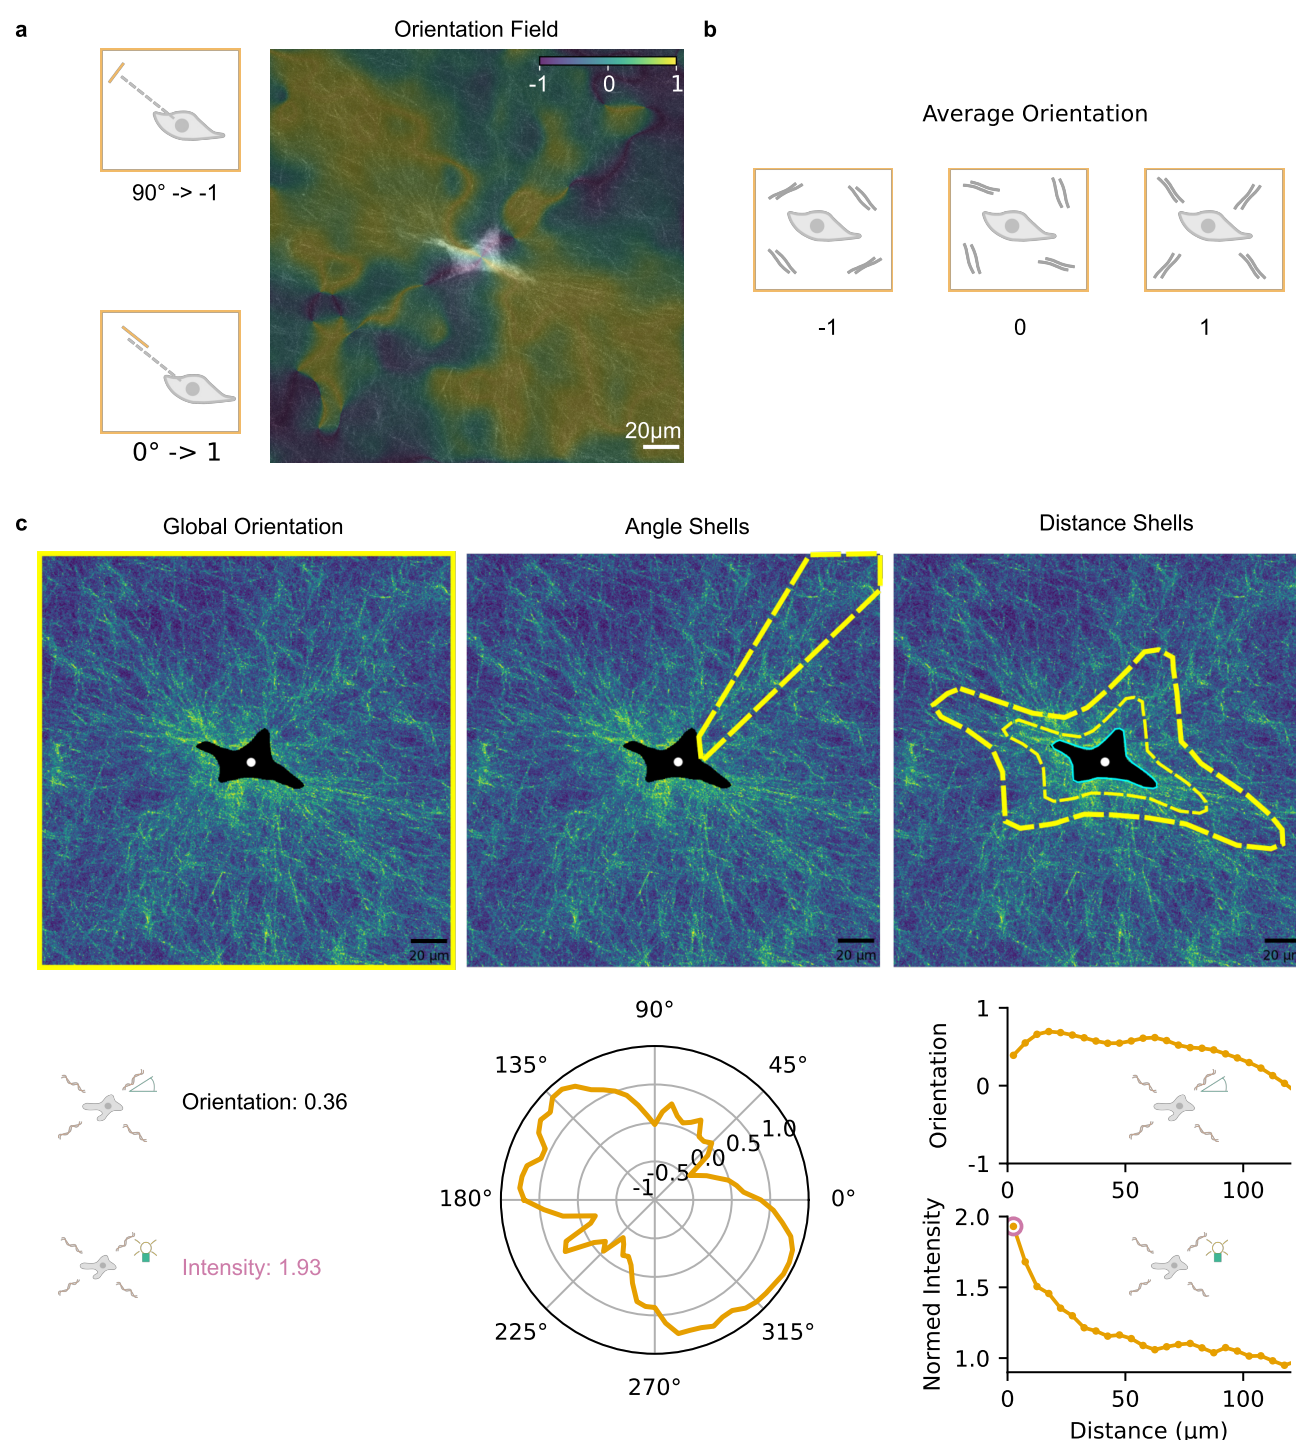 a
Orientation Field
b
-1 0 1
90° -> -1
0° -> 1
20µm
Average Orientation
-1 0 1
c
Global Orientation
Angle Shells
Distance Shells
20 µm
20 µm
20 µm
Orientation: 0.36
Intensity: 1.93
90°
135° 45°
180° 0°
225° 315°
270°
-1 -0.5 0.0 0.5 1.0
Orientation
1
0
-1
0 50 100
Normed Intensity
2.0
1.5
1.0
0 50 100
Distance (µm)